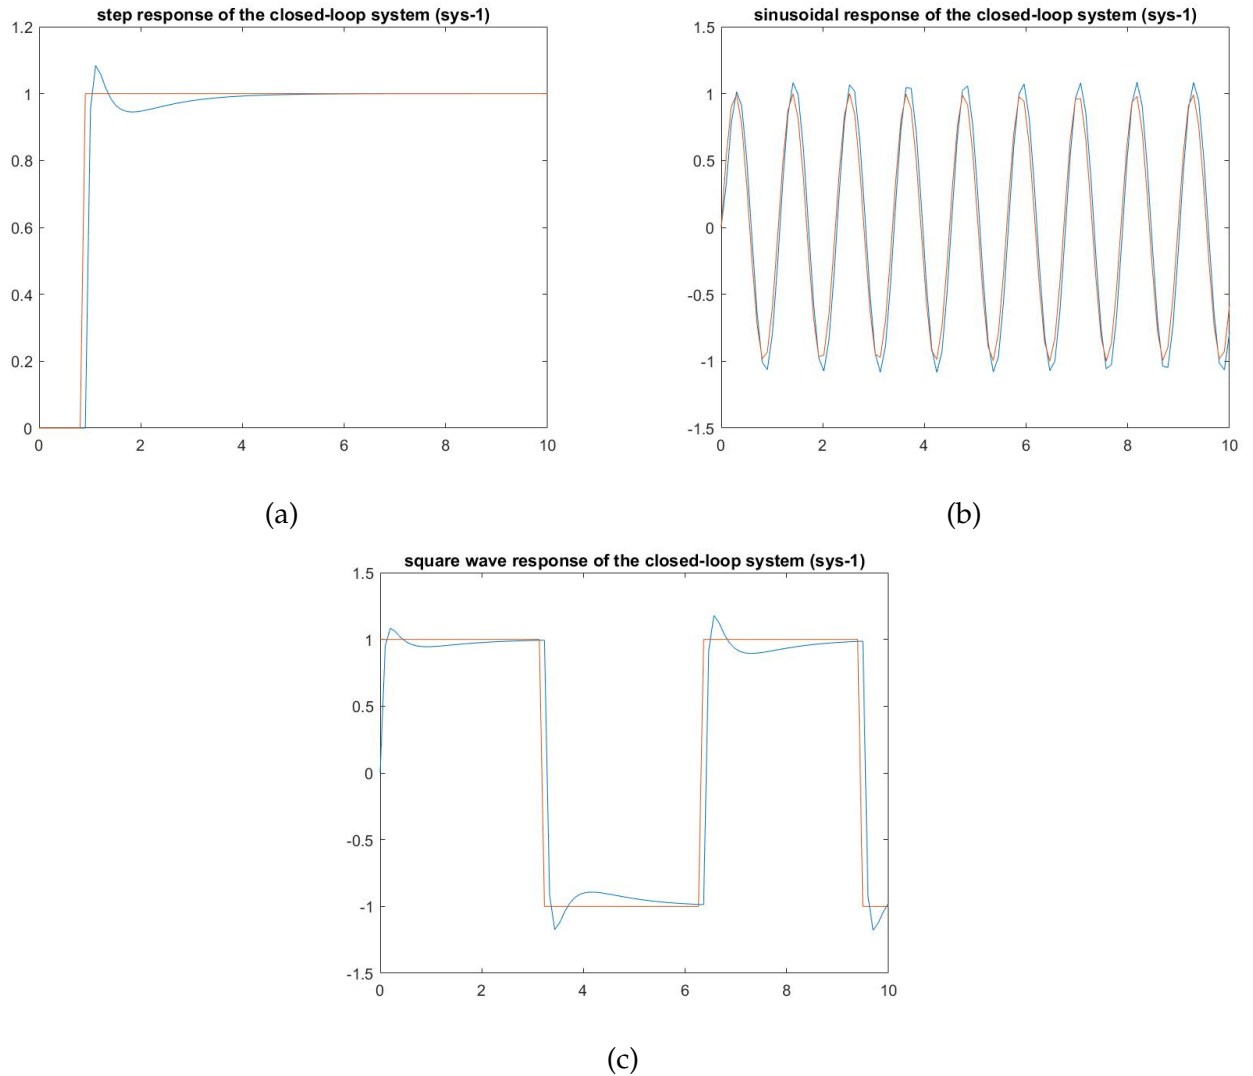 step response of the closed-loop system (sys-1)
1.2
1
0.8
0.6
0.4
0.2
0
0 2 4 6 8 10
(a)
sinusoidal response of the closed-loop system (sys-1)
1.5
1
0.5
0
-0.5
-1
-1.5
0 2 4 6 8 10
(b)
square wave response of the closed-loop system (sys-1)
1.5
1
0.5
0
-0.5
-1
-1.5
0 2 4 6 8 10
(c)